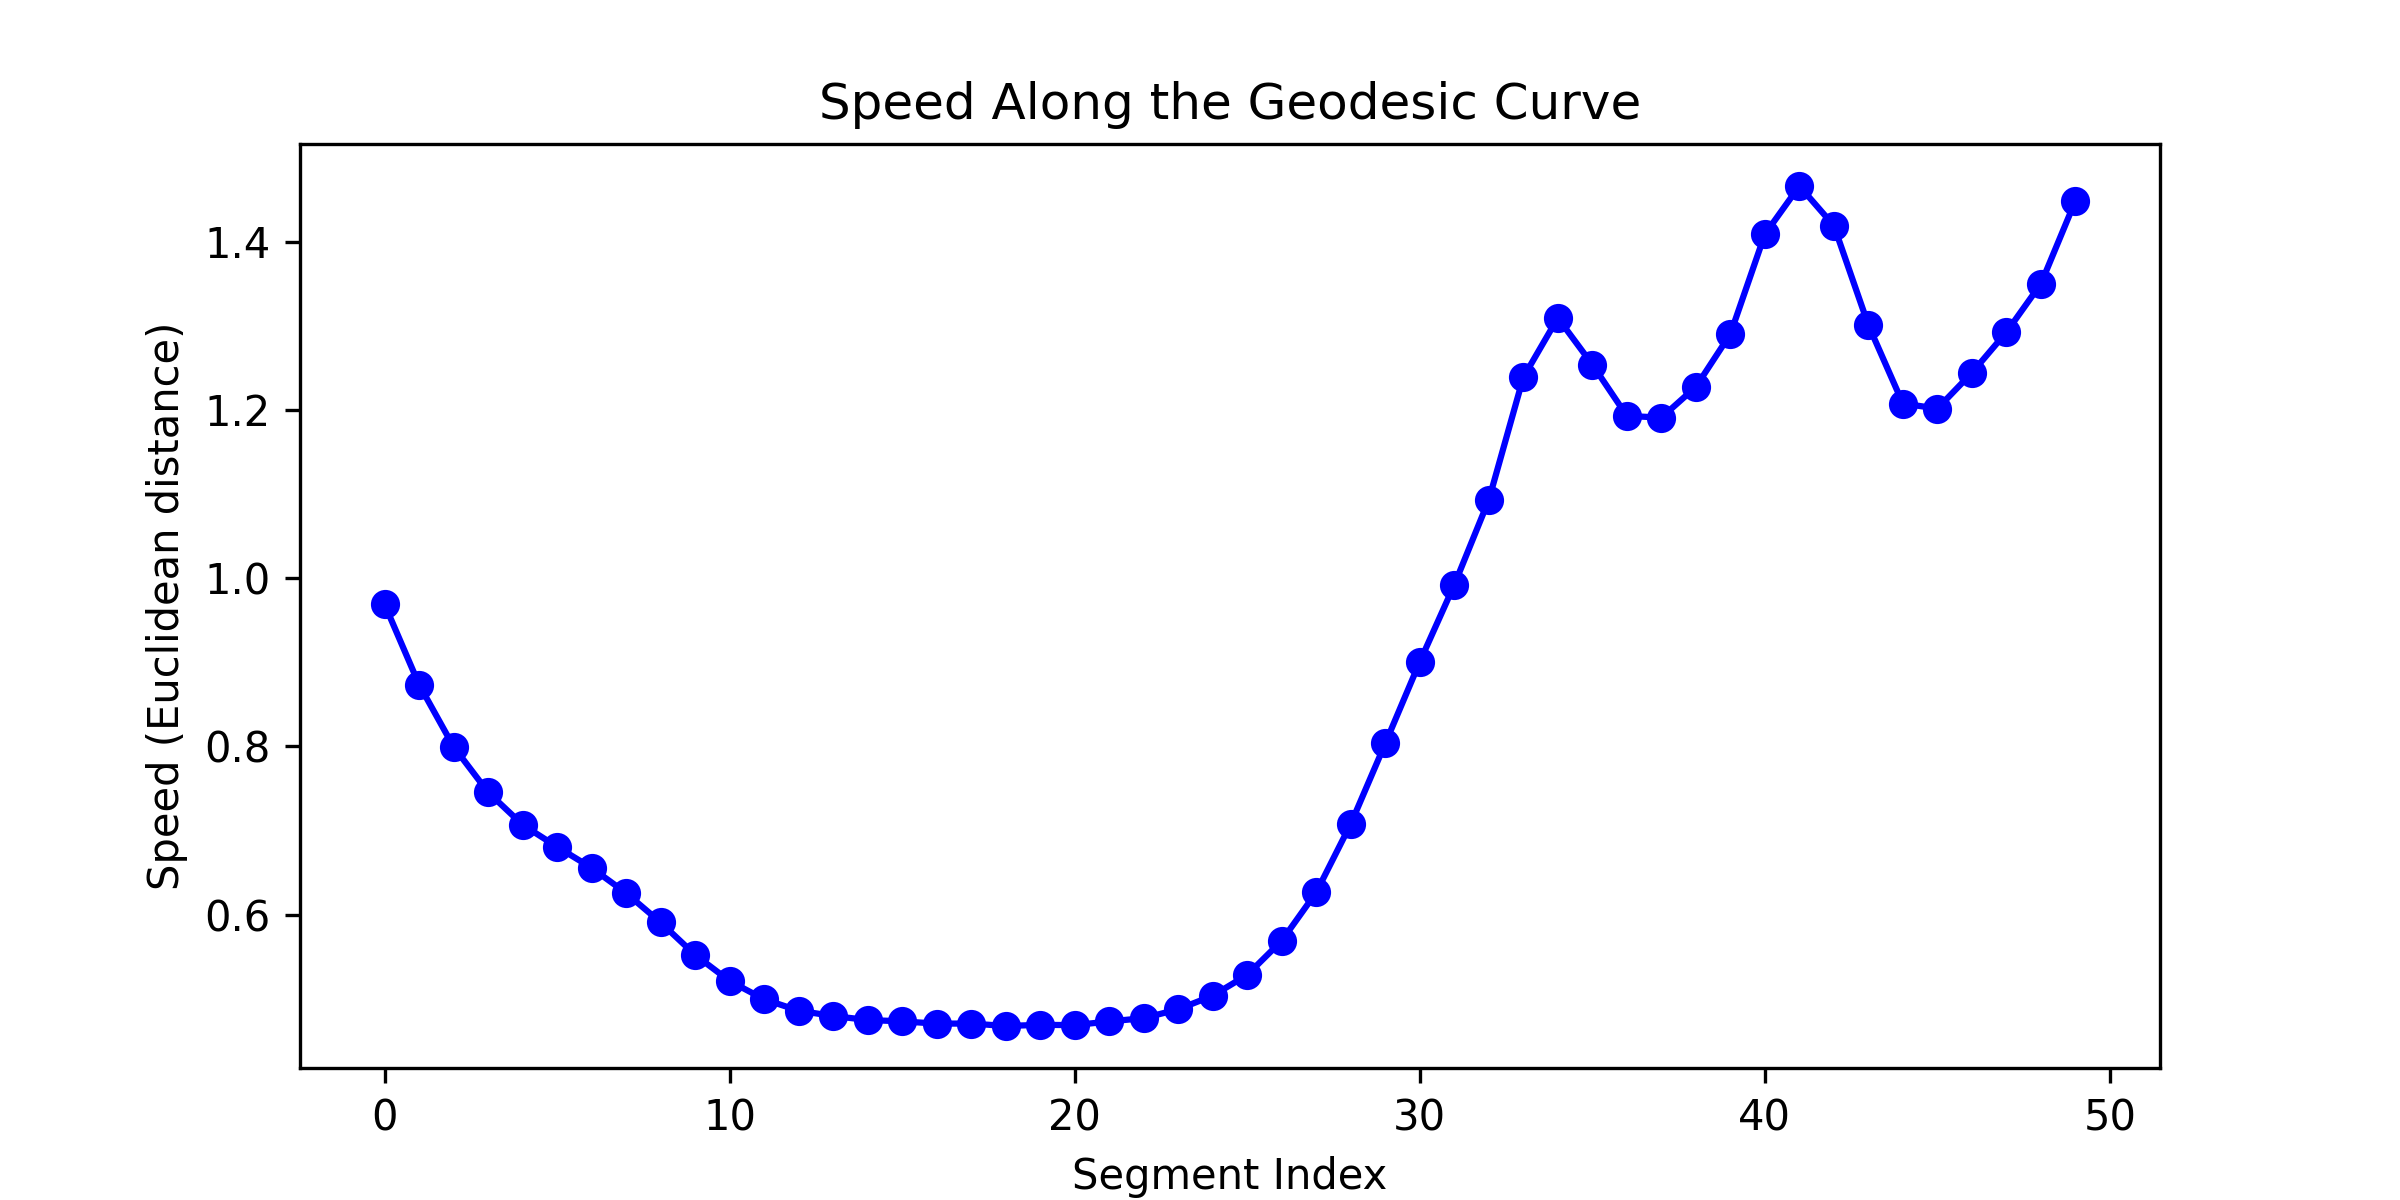 Speed Along the Geodesic Curve
Speed (Euclidean distance)
1.4
1.2
1.0
0.8
0.6
0 10 20 30 40 50
Segment Index